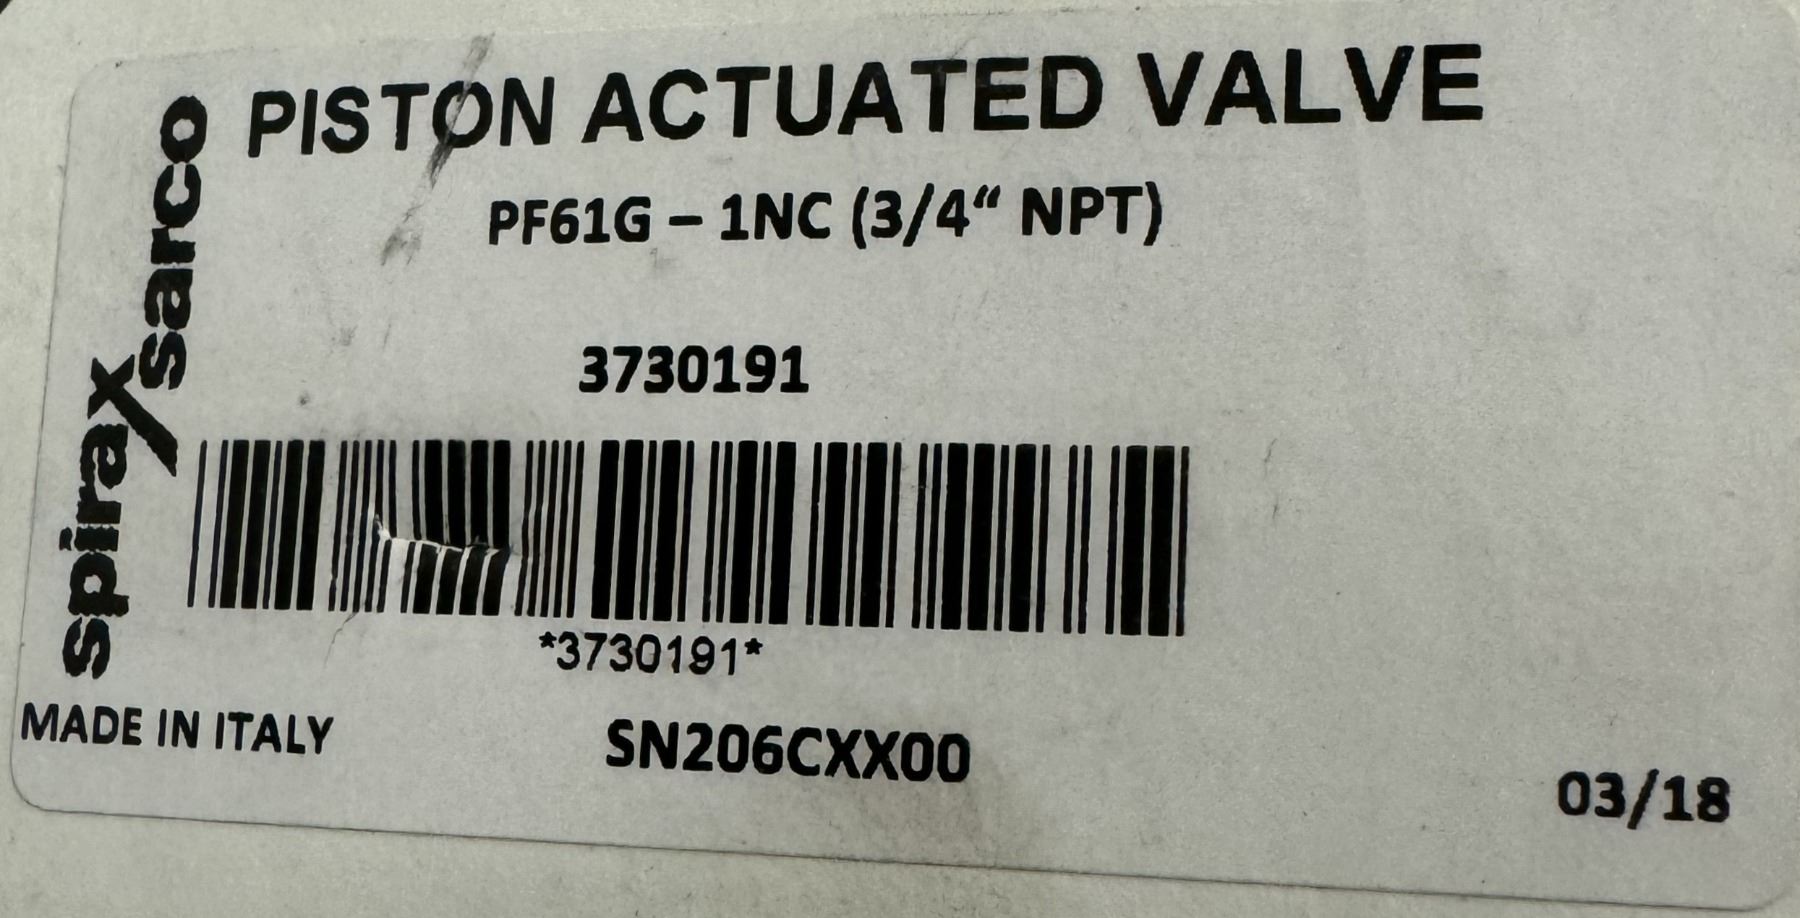 PISTON ACTUATED VALVE
PF61G – 1NC (3/4“ NPT)
spirax
sarco
3730191
*3730191*
MADE IN ITALY
SN206CXX00
03/18